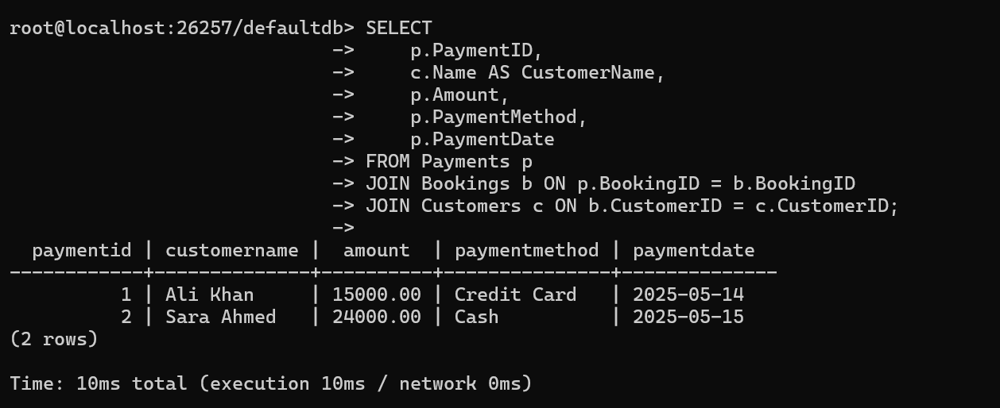 root@localhost:26257/defaultdb> SELECT
                             ->     p.PaymentID,
                             ->     c.Name AS CustomerName,
                             ->     p.Amount,
                             ->     p.PaymentMethod,
                             ->     p.PaymentDate
                             -> FROM Payments p
                             -> JOIN Bookings b ON p.BookingID = b.BookingID
                             -> JOIN Customers c ON b.CustomerID = c.CustomerID;
                             ->
  paymentid | customername |  amount  | paymentmethod | paymentdate
------------+--------------+----------+---------------+--------------
          1 | Ali Khan     | 15000.00 | Credit Card   | 2025-05-14
          2 | Sara Ahmed   | 24000.00 | Cash          | 2025-05-15
(2 rows)

Time: 10ms total (execution 10ms / network 0ms)